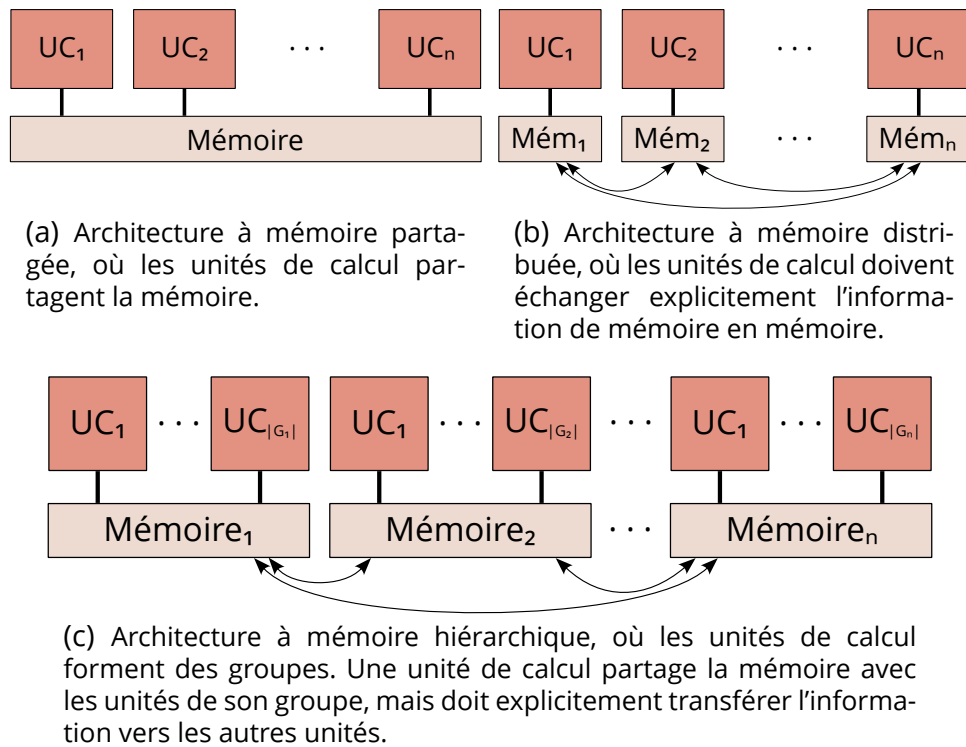 UC₁ UC₂ · · · UCₙ
Mémoire
(a) Architecture à mémoire parta-
gée, où les unités de calcul par-
tagent la mémoire.
UC₁ UC₂ · · · UCₙ
Mém₁ Mém₂ · · · Mémₙ
(b) Architecture à mémoire distri-
buée, où les unités de calcul doivent
échanger explicitement l’informa-
tion de mémoire en mémoire.
UC₁ · · · UC|G₁| UC₁ · · · UC|G₂| · · · UC₁ · · · UC|Gₙ|
Mémoire₁ Mémoire₂ · · · Mémoireₙ
(c) Architecture à mémoire hiérarchique, où les unités de calcul
forment des groupes. Une unité de calcul partage la mémoire avec
les unités de son groupe, mais doit explicitement transférer l’informa-
tion vers les autres unités.